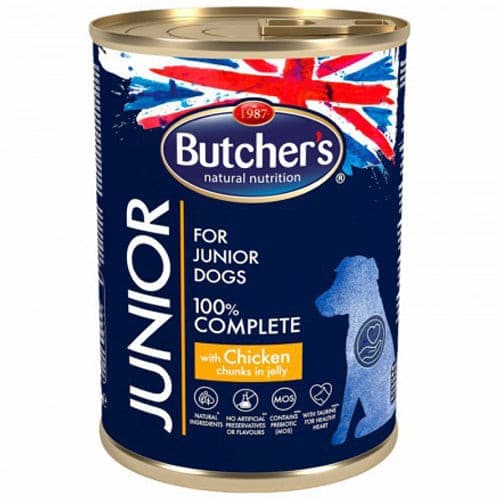 1987
Butcher's
natural nutrition
®
JUNIOR
FOR
JUNIOR
DOGS
100%
COMPLETE
with Chicken
chunks in jelly
NATURAL
INGREDIENTS
NO ARTIFICIAL
PRESERVATIVES
OR FLAVOURS
MOS
CONTAINS
PREBIOTIC
(MOS)
WITH TAURINE
FOR HEALTHY
HEART